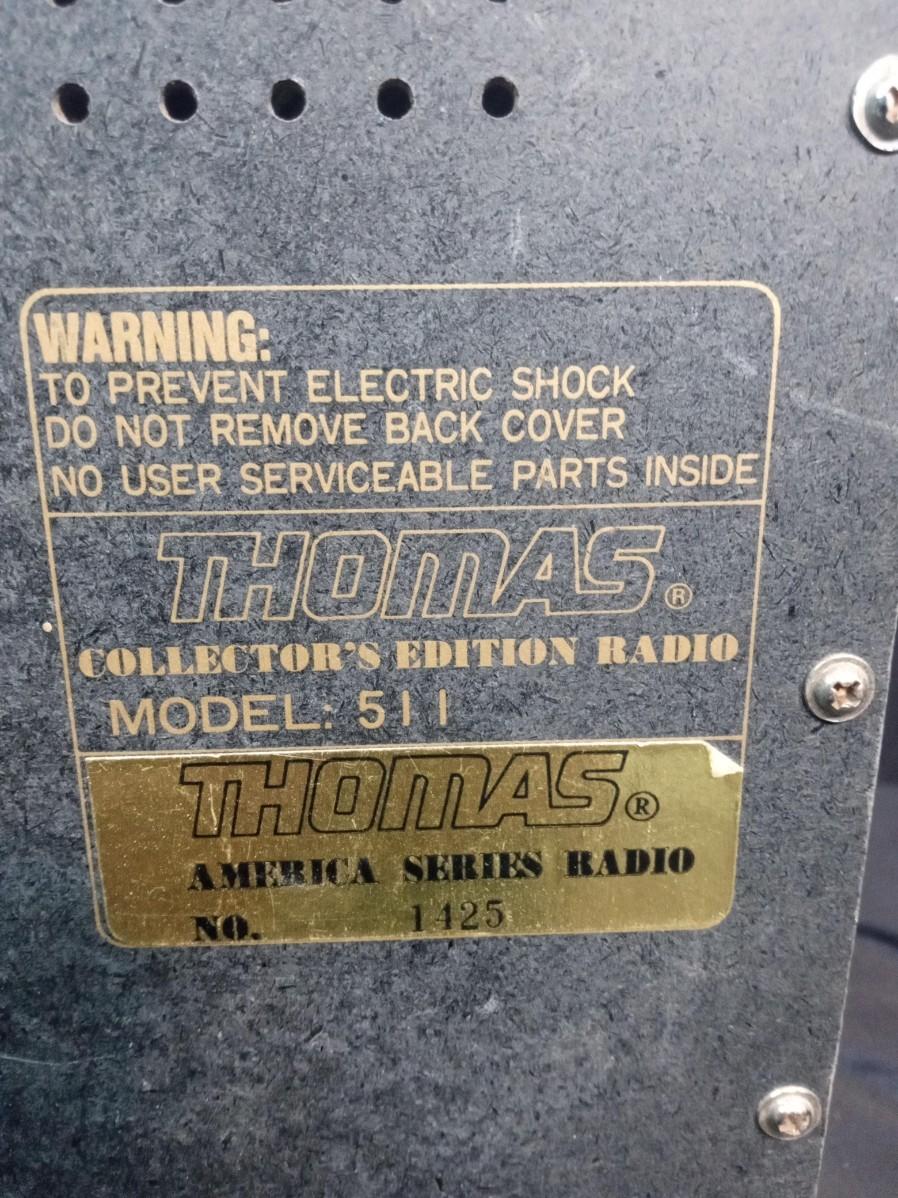 WARNING:
TO PREVENT ELECTRIC SHOCK
DO NOT REMOVE BACK COVER
NO USER SERVICEABLE PARTS INSIDE
THOMAS®
COLLECTOR'S EDITION RADIO
MODEL: 511
THOMAS®
AMERICA SERIES RADIO
NO. 1425